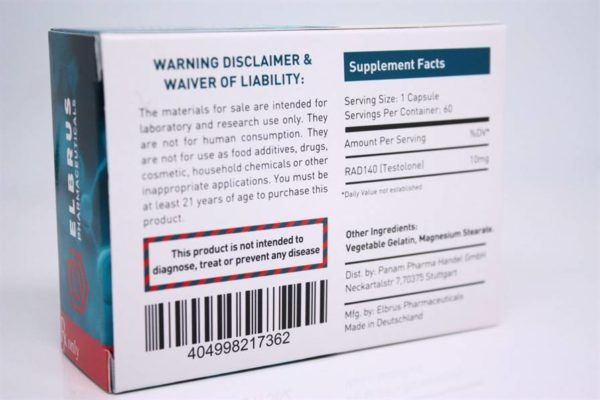 ELBRUS
PHARMACEUTICALS
only
WARNING DISCLAIMER &
WAIVER OF LIABILITY:
The materials for sale are intended for
laboratory and research use only. They
are not for human consumption. They
are not for use as food additives, drugs,
cosmetic, household chemicals or other
inappropriate applications. You must be
at least 21 years of age to purchase this
product.
This product is not intended to
diagnose, treat or prevent any disease
404998217362
Supplement Facts
Serving Size: 1 Capsule
Servings Per Container: 60
Amount Per Serving %DV*
RAD140 (Testolone) 10mg
*Daily Value not established
Other Ingredients:
Vegetable Gelatin, Magnesium Stearate.
Dist. by: Panam Pharma Handel GmbH
Neckartalstr 7,70375 Stuttgart
Mfg. by: Elbrus Pharmaceuticals
Made in Deutschland